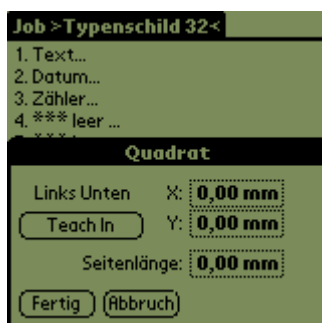 Job >Typenschild 32<
1. Text...
2. Datum...
3. Zähler...
4. *** leer ...
Quadrat
Links Unten X: 0,00 mm
Teach In Y: 0,00 mm
Seitenlänge: 0,00 mm
Fertig Abbruch